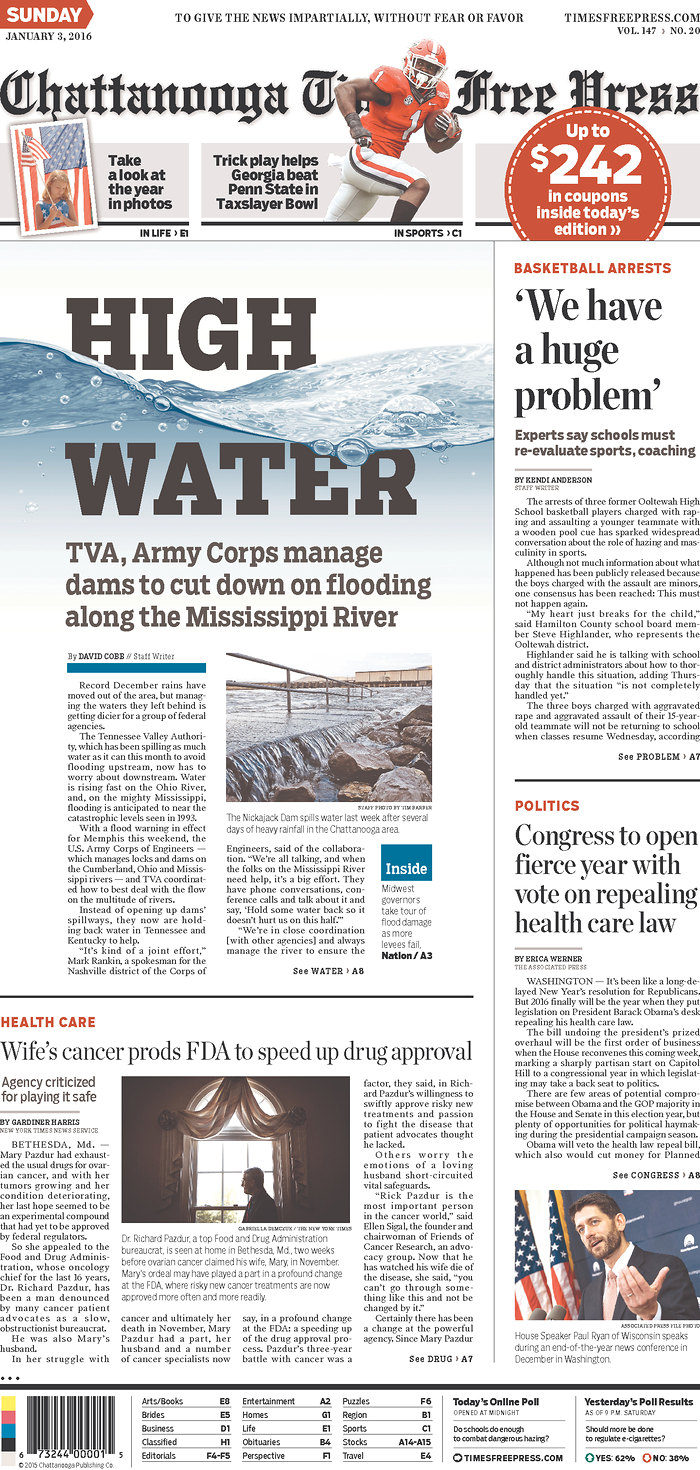 SUNDAY
JANUARY 3, 2016
TO GIVE THE NEWS IMPARTIALLY, WITHOUT FEAR OR FAVOR
TIMESFREEPRESS.COM
VOL. 147 › NO. 20
Chattanooga Ti Free Press
Take
a look at
the year
in photos
IN LIFE › E1
Trick play helps
Georgia beat
Penn State in
Taxslayer Bowl
IN SPORTS › C1
1
Up to
$242
in coupons
inside today's
edition ››
HIGH
WATER
TVA, Army Corps manage
dams to cut down on flooding
along the Mississippi River
By DAVID COBB // Staff Writer
Record December rains have
moved out of the area, but manag-
ing the waters they left behind is
getting dicier for a group of federal
agencies.
The Tennessee Valley Authori-
ty, which has been spilling as much
water as it can this month to avoid
flooding upstream, now has to
worry about downstream. Water
is rising fast on the Ohio River,
and, on the mighty Mississippi,
flooding is anticipated to near the
catastrophic levels seen in 1993.
With a flood warning in effect
for Memphis this weekend, the
U.S. Army Corps of Engineers —
which manages locks and dams on
the Cumberland, Ohio and Missis-
sippi rivers — and TVA coordinat-
ed how to best deal with the flow
on the multitude of rivers.
Instead of opening up dams'
spillways, they now are hold-
ing back water in Tennessee and
Kentucky to help.
"It's kind of a joint effort,"
Mark Rankin, a spokesman for the
Nashville district of the Corps of
STAFF PHOTO BY TIM BARBER
The Nickajack Dam spills water last week after several
days of heavy rainfall in the Chattanooga area.
Engineers, said of the collabora-
tion. "We're all talking, and when
the folks on the Mississippi River
need help, it's a big effort. They
have phone conversations, con-
ference calls and talk about it and
say, 'Hold some water back so it
doesn't hurt us on this half.'"
"We're in close coordination
[with other agencies] and always
manage the river to ensure the
See WATER › A8
Inside
Midwest
governors
take tour of
flood damage
as more
levees fail,
Nation / A3
BASKETBALL ARRESTS
'We have
a huge
problem'
Experts say schools must
re-evaluate sports, coaching
BY KENDI ANDERSON
STAFF WRITER
The arrests of three former Ooltewah High
School basketball players charged with rap-
ing and assaulting a younger teammate with
a wooden pool cue has sparked widespread
conversation about the role of hazing and mas-
culinity in sports.
Although not much information about what
happened has been publicly released because
the boys charged with the assault are minors,
one consensus has been reached: This must
not happen again.
"My heart just breaks for the child,"
said Hamilton County school board mem-
ber Steve Highlander, who represents the
Ooltewah district.
Highlander said he is talking with school
and district administrators about how to thor-
oughly handle this situation, adding Thurs-
day that the situation "is not completely
handled yet."
The three boys charged with aggravated
rape and aggravated assault of their 15-year-
old teammate will not be returning to school
when classes resume Wednesday, according
See PROBLEM › A7
POLITICS
Congress to open
fierce year with
vote on repealing
health care law
BY ERICA WERNER
THE ASSOCIATED PRESS
WASHINGTON — It's been like a long-de-
layed New Year's resolution for Republicans.
But 2016 finally will be the year when they put
legislation on President Barack Obama's desk
repealing his health care law.
The bill undoing the president's prized
overhaul will be the first order of business
when the House reconvenes this coming week,
marking a sharply partisan start on Capitol
Hill to a congressional year in which legislat-
ing may take a back seat to politics.
There are few areas of potential compro-
mise between Obama and the GOP majority in
the House and Senate in this election year, but
plenty of opportunities for political haymak-
ing during the presidential campaign season.
Obama will veto the health law repeal bill,
which also would cut money for Planned
See CONGRESS › A8
ASSOCIATED PRESS FILE PHOTO
House Speaker Paul Ryan of Wisconsin speaks
during an end-of-the-year news conference in
December in Washington.
HEALTH CARE
Wife's cancer prods FDA to speed up drug approval
Agency criticized
for playing it safe
BY GARDINER HARRIS
NEW YORK TIMES NEWS SERVICE
BETHESDA, Md. —
Mary Pazdur had exhaust-
ed the usual drugs for ovar-
ian cancer, and with her
tumors growing and her
condition deteriorating,
her last hope seemed to be
an experimental compound
that had yet to be approved
by federal regulators.
So she appealed to the
Food and Drug Adminis-
tration, whose oncology
chief for the last 16 years,
Dr. Richard Pazdur, has
been a man denounced
by many cancer patient
advocates as a slow,
obstructionist bureaucrat.
He was also Mary's
husband.
In her struggle with
GABRIELLA DEMCZUK / THE NEW YORK TIMES
Dr. Richard Pazdur, a top Food and Drug Administration
bureaucrat, is seen at home in Bethesda, Md., two weeks
before ovarian cancer claimed his wife, Mary, in November.
Mary's ordeal may have played a part in a profound change
at the FDA, where risky new cancer treatments are now
approved more often and more readily.
cancer and ultimately her
death in November, Mary
Pazdur had a part, her
husband and a number
of cancer specialists now
say, in a profound change
at the FDA: a speeding up
of the drug approval pro-
cess. Pazdur's three-year
battle with cancer was a
factor, they said, in Rich-
ard Pazdur's willingness to
swiftly approve risky new
treatments and passion
to fight the disease that
patient advocates thought
he lacked.
Others worry the
emotions of a loving
husband short-circuited
vital safeguards.
"Rick Pazdur is the
most important person
in the cancer world," said
Ellen Sigal, the founder and
chairwoman of Friends of
Cancer Research, an advo-
cacy group. Now that he
has watched his wife die of
the disease, she said, "you
can't go through some-
thing like this and not be
changed by it."
Certainly there has been
a change at the powerful
agency. Since Mary Pazdur
See DRUG › A7
• • •
6 73244 00001 5
© 2015 Chattanooga Publishing Co.
Arts/Books E8
Brides E5
Business D1
Classified H1
Editorials F4-F5
Entertainment A2
Homes G1
Life E1
Obituaries B4
Perspective F1
Puzzles F6
Region B1
Sports C1
Stocks A14-A15
Travel E4
Today's Online Poll
OPENED AT MIDNIGHT
Do schools do enough
to combat dangerous hazing?
TIMESFREEPRESS.COM
Yesterday's Poll Results
AS OF 9 P.M. SATURDAY
Should more be done
to regulate e-cigarettes?
YES: 62% NO: 38%